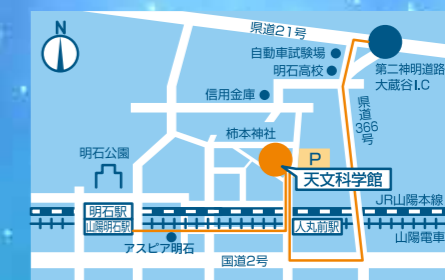 N
県道21号
自動車試験場
明石高校
第二神明道路
大蔵谷I.C
信用金庫
県道366号
柿本神社
明石公園
P
天文科学館
JR山陽本線
明石駅
山陽明石駅
人丸前駅
山陽電車
アスピア明石
国道2号